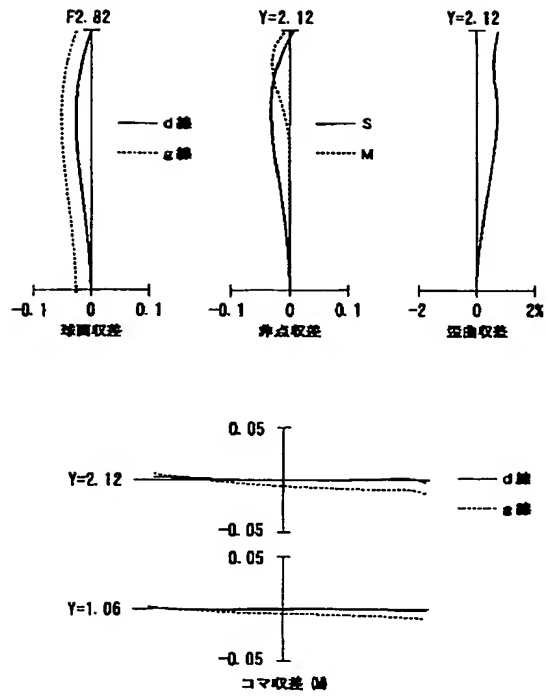 F2.82
Y=2.12
Y=2.12
d線
g線
S
M
-0.1 0 0.1
-0.1 0 0.1
-2 0 2%
球面収差
非点収差
歪曲収差
0.05
Y=2.12
-0.05
d線
g線
0.05
Y=1.06
-0.05
コマ収差